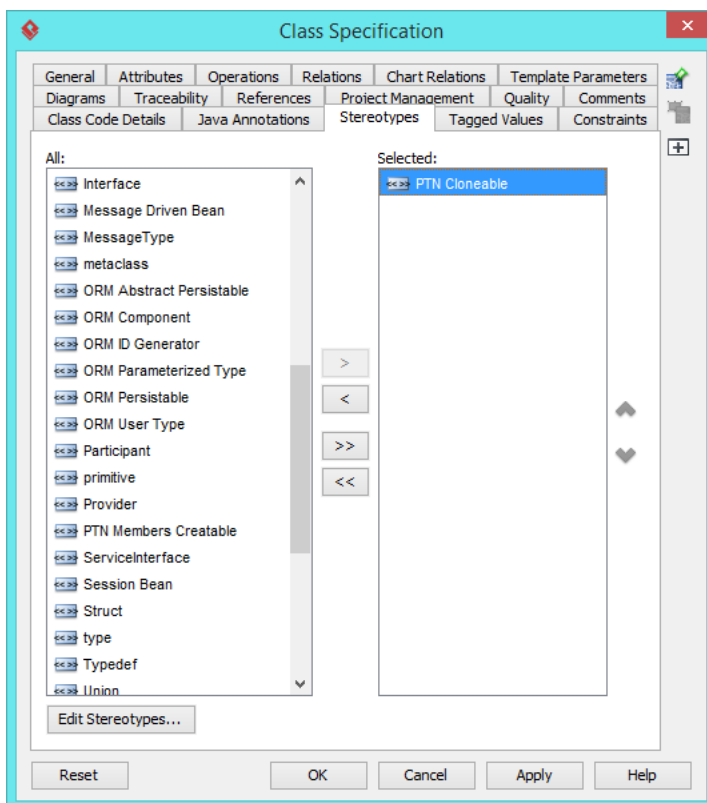 Class Specification
General Attributes Operations Relations Chart Relations Template Parameters
Diagrams Traceability References Project Management Quality Comments
Class Code Details Java Annotations Stereotypes Tagged Values Constraints
All:
Interface
Message Driven Bean
MessageType
metaclass
ORM Abstract Persistable
ORM Component
ORM ID Generator
ORM Parameterized Type
ORM Persistable
ORM User Type
Participant
primitive
Provider
PTN Members Creatable
ServiceInterface
Session Bean
Struct
type
Typedef
Union
Edit Stereotypes...
>
<
>>
<<
Selected:
PTN Cloneable
Reset OK Cancel Apply Help